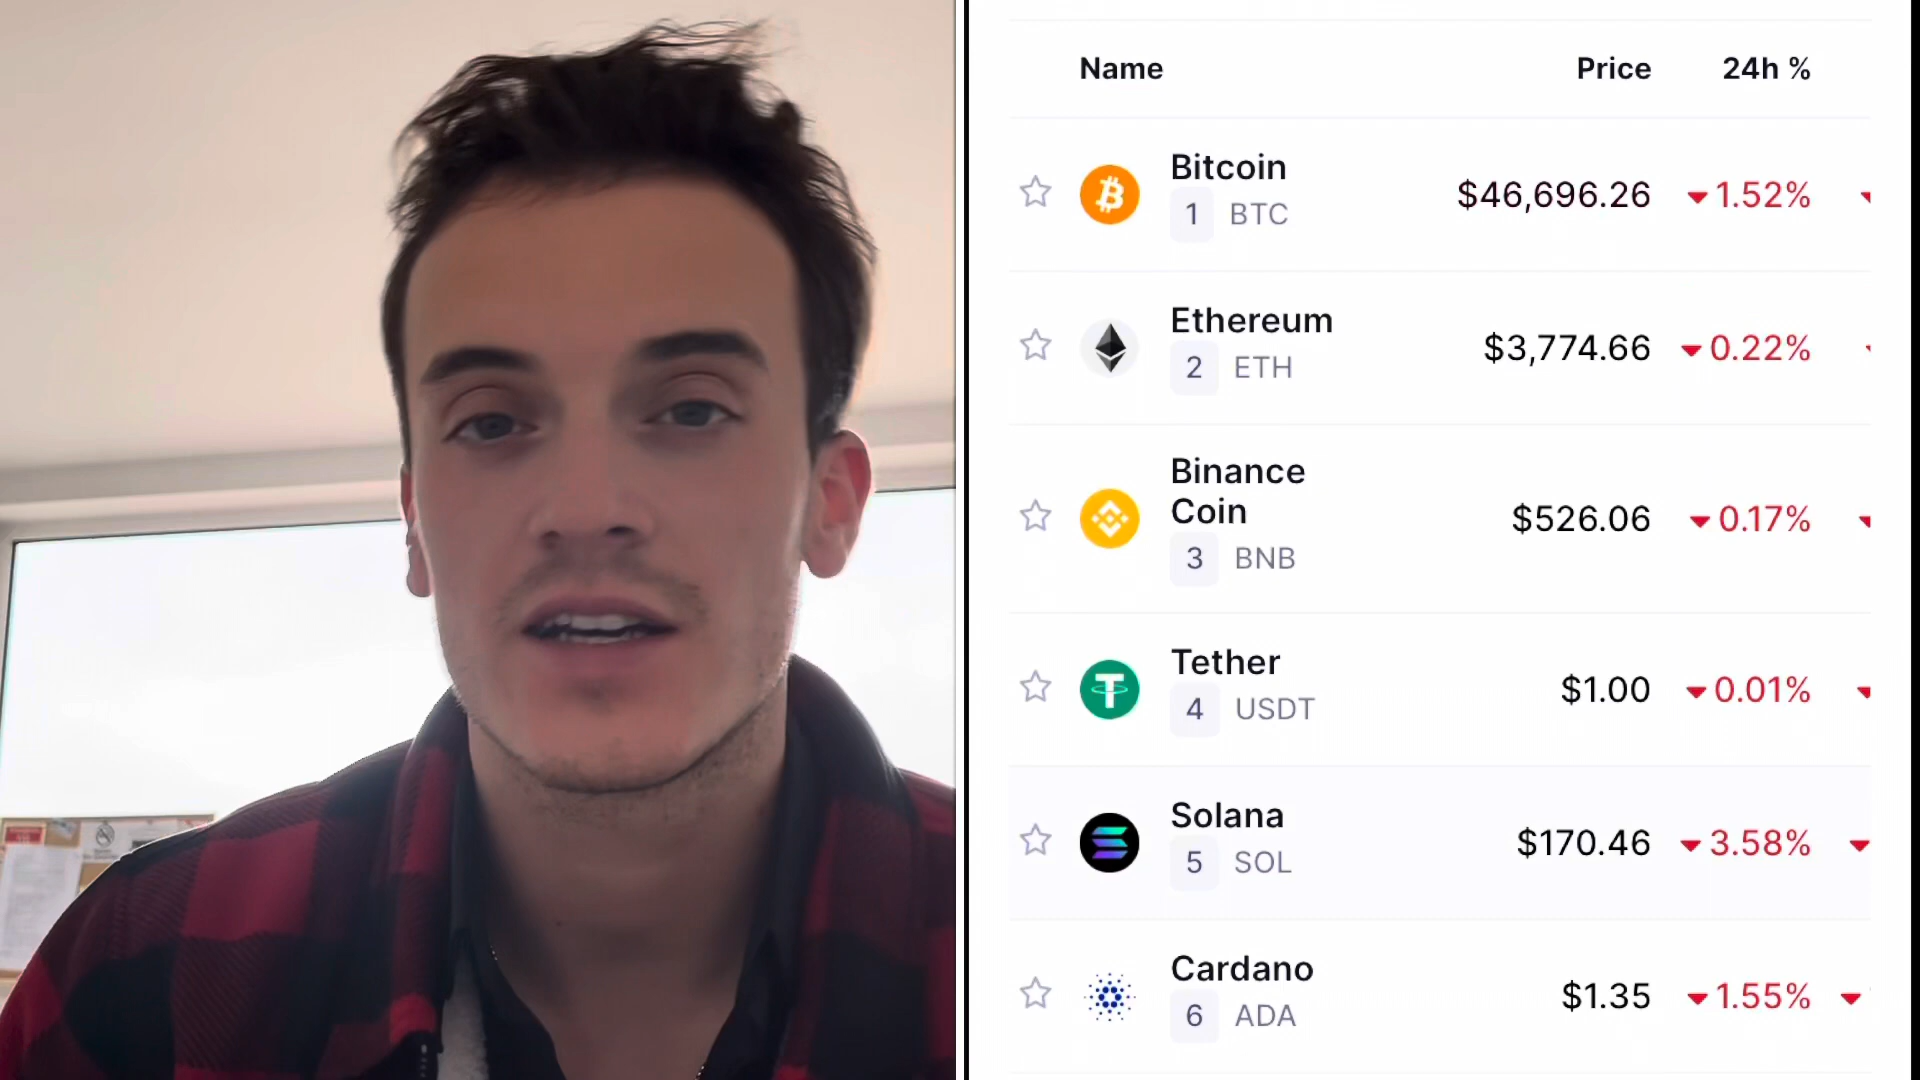 Name Price 24h %
Bitcoin
1 BTC
$46,696.26 1.52%
Ethereum
2 ETH
$3,774.66 0.22%
Binance
Coin
3 BNB
$526.06 0.17%
Tether
4 USDT
$1.00 0.01%
Solana
5 SOL
$170.46 3.58%
Cardano
6 ADA
$1.35 1.55%